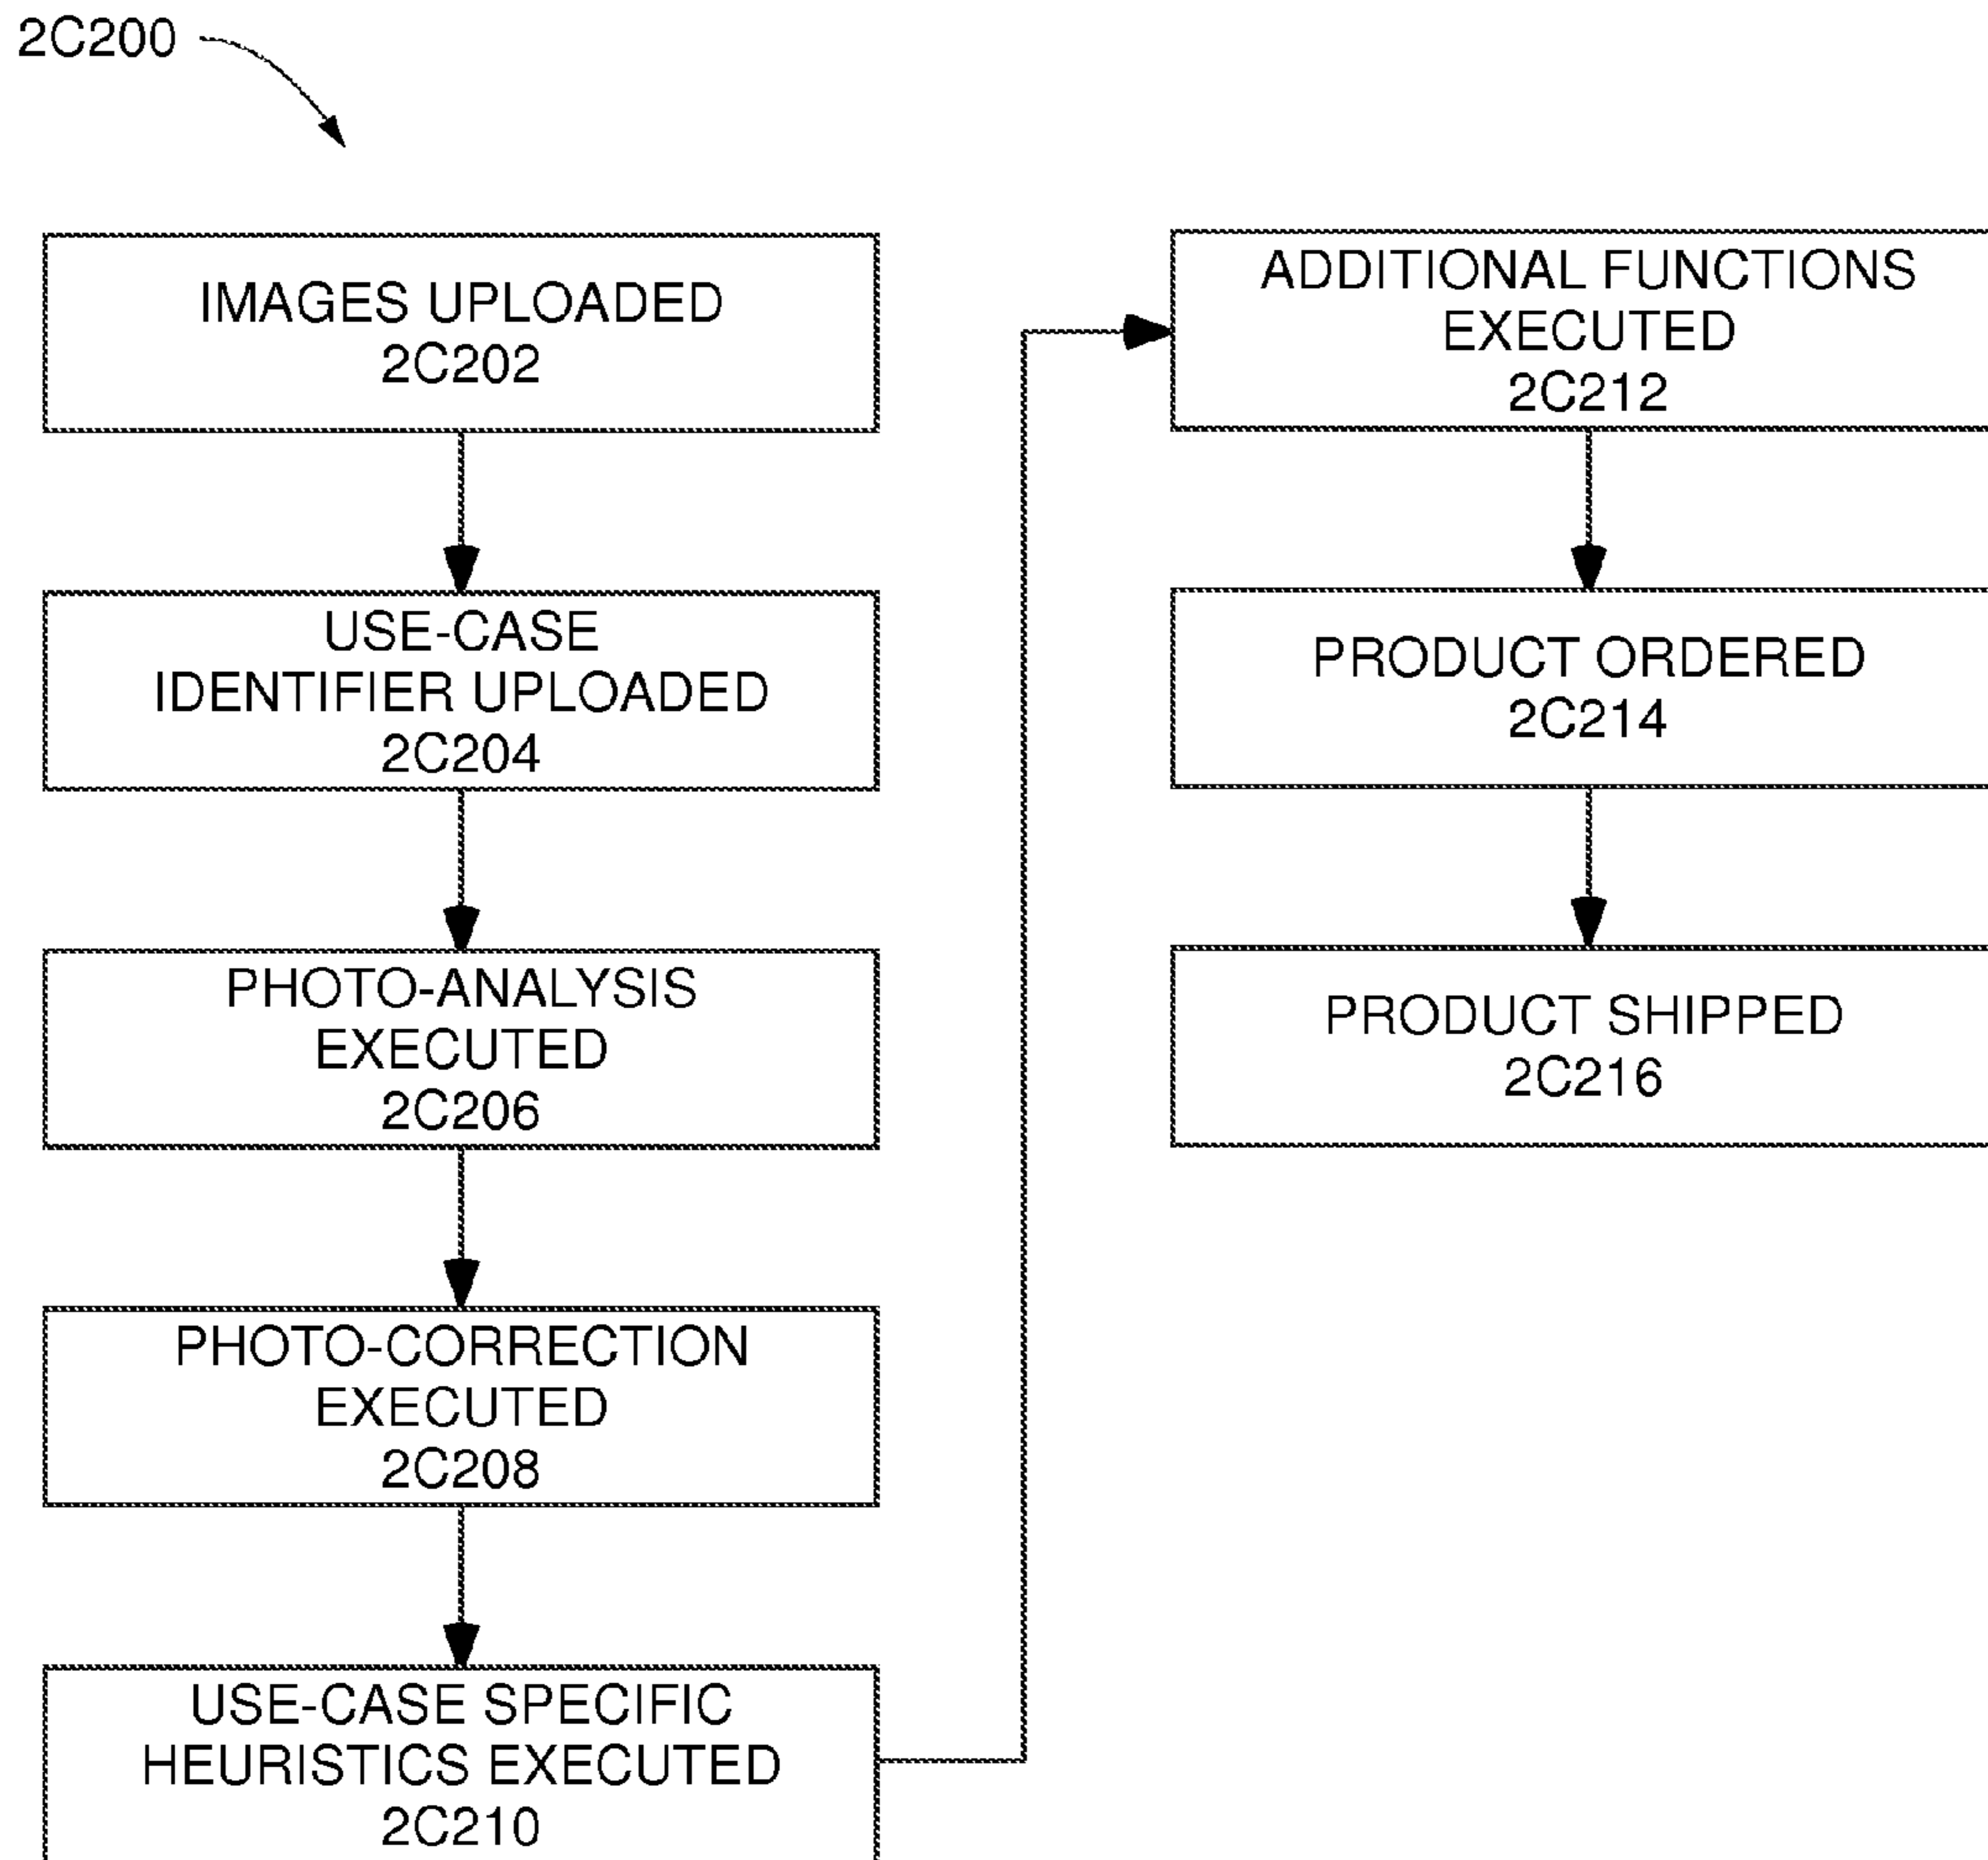 2C200
IMAGES UPLOADED
2C202
USE-CASE
IDENTIFIER UPLOADED
2C204
PHOTO-ANALYSIS
EXECUTED
2C206
PHOTO-CORRECTION
EXECUTED
2C208
USE-CASE SPECIFIC
HEURISTICS EXECUTED
2C210
ADDITIONAL FUNCTIONS
EXECUTED
2C212
PRODUCT ORDERED
2C214
PRODUCT SHIPPED
2C216